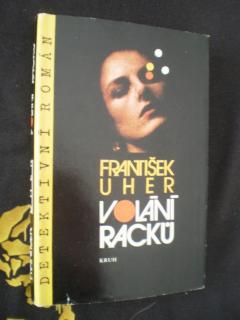 DETEKTIVNÍ ROMÁN
FRANTIŠEK
UHER
VOLÁNÍ
RACKŮ
KRUH